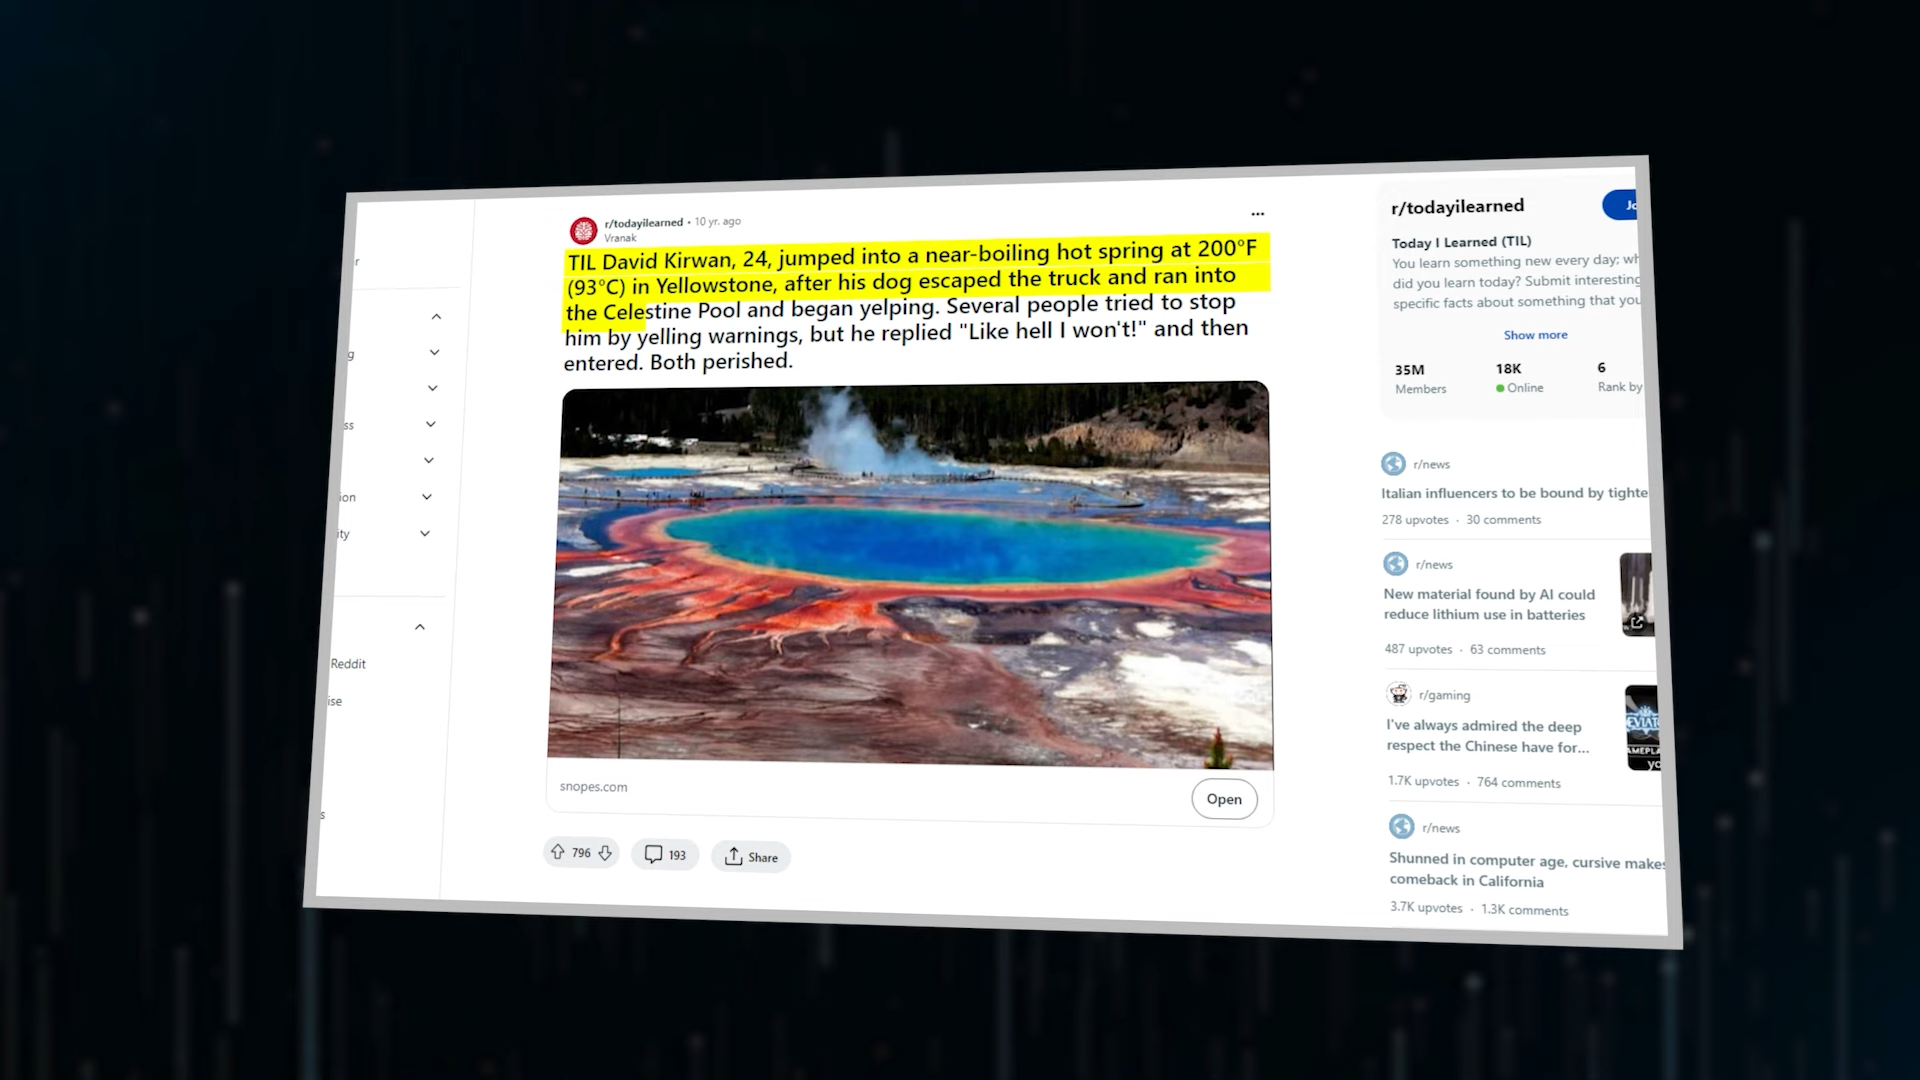 r/todayilearned • 10 yr. ago
Vranak
TIL David Kirwan, 24, jumped into a near-boiling hot spring at 200°F
(93°C) in Yellowstone, after his dog escaped the truck and ran into
the Celestine Pool and began yelping. Several people tried to stop
him by yelling warnings, but he replied "Like hell I won't!" and then
entered. Both perished.
snopes.com
Open
796
193
Share
r
g
ss
ion
ity
Reddit
ise
s
r/todayilearned
Jo
Today I Learned (TIL)
You learn something new every day; wh
did you learn today? Submit interesting
specific facts about something that you
Show more
35M
18K
6
Members
Online
Rank by
r/news
Italian influencers to be bound by tighte
278 upvotes · 30 comments
r/news
New material found by AI could
reduce lithium use in batteries
487 upvotes · 63 comments
r/gaming
I've always admired the deep
respect the Chinese have for...
1.7K upvotes · 764 comments
r/news
Shunned in computer age, cursive makes
comeback in California
3.7K upvotes · 1.3K comments